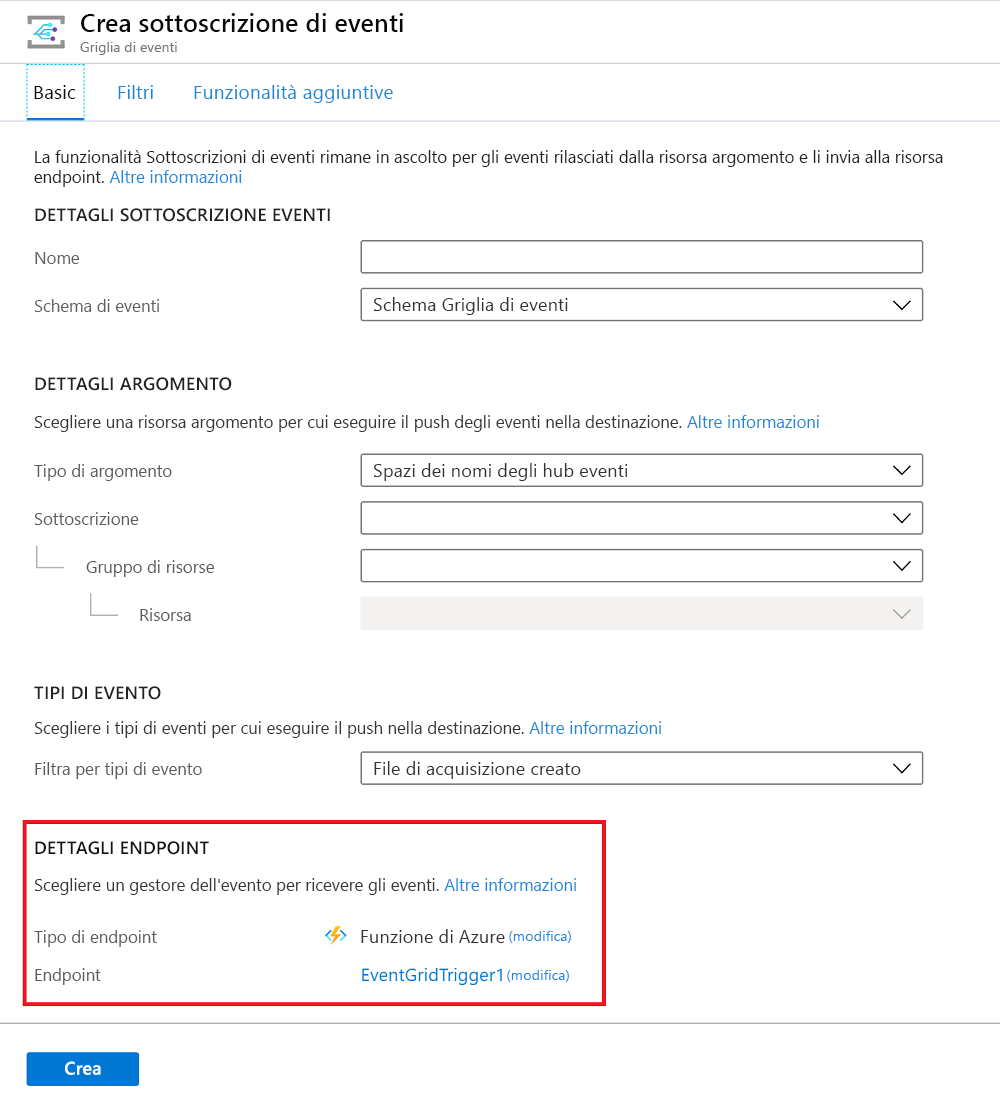 Crea sottoscrizione di eventi
Griglia di eventi
Basic Filtri Funzionalità aggiuntive
La funzionalità Sottoscrizioni di eventi rimane in ascolto per gli eventi rilasciati dalla risorsa argomento e li invia alla risorsa
endpoint. Altre informazioni
DETTAGLI SOTTOSCRIZIONE EVENTI
Nome
Schema di eventi Schema Griglia di eventi
DETTAGLI ARGOMENTO
Scegliere una risorsa argomento per cui eseguire il push degli eventi nella destinazione. Altre informazioni
Tipo di argomento Spazi dei nomi degli hub eventi
Sottoscrizione
Gruppo di risorse
Risorsa
TIPI DI EVENTO
Scegliere i tipi di eventi per cui eseguire il push nella destinazione. Altre informazioni
Filtra per tipi di evento File di acquisizione creato
DETTAGLI ENDPOINT
Scegliere un gestore dell'evento per ricevere gli eventi. Altre informazioni
Tipo di endpoint Funzione di Azure (modifica)
Endpoint EventGridTrigger1 (modifica)
Crea